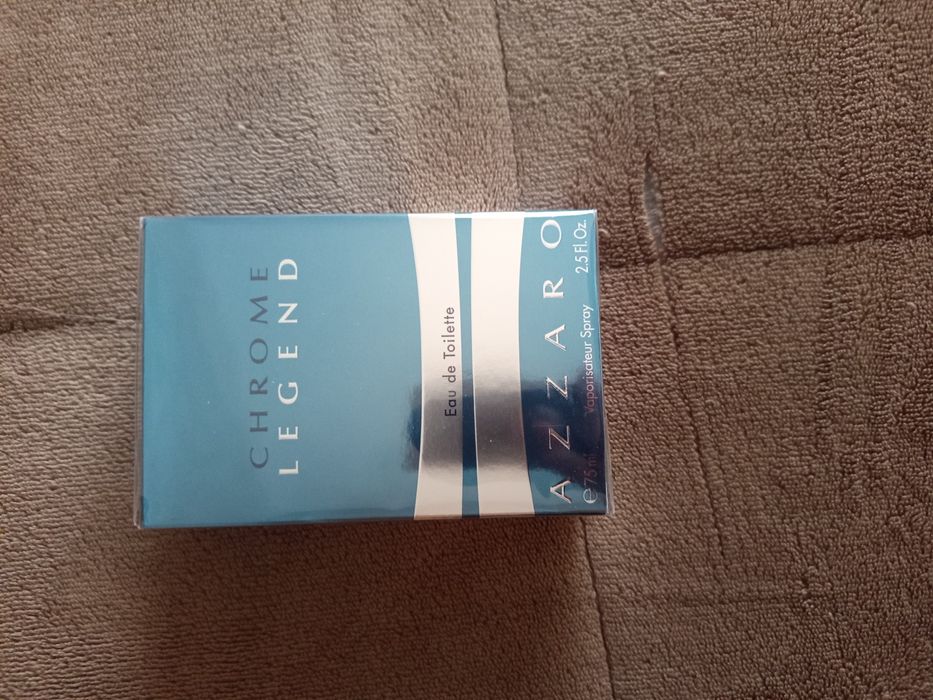 CHROME
LEGEND
Eau de Toilette
AZZARO
e 75 ml Vaporisateur Spray 2.5 Fl. Oz.